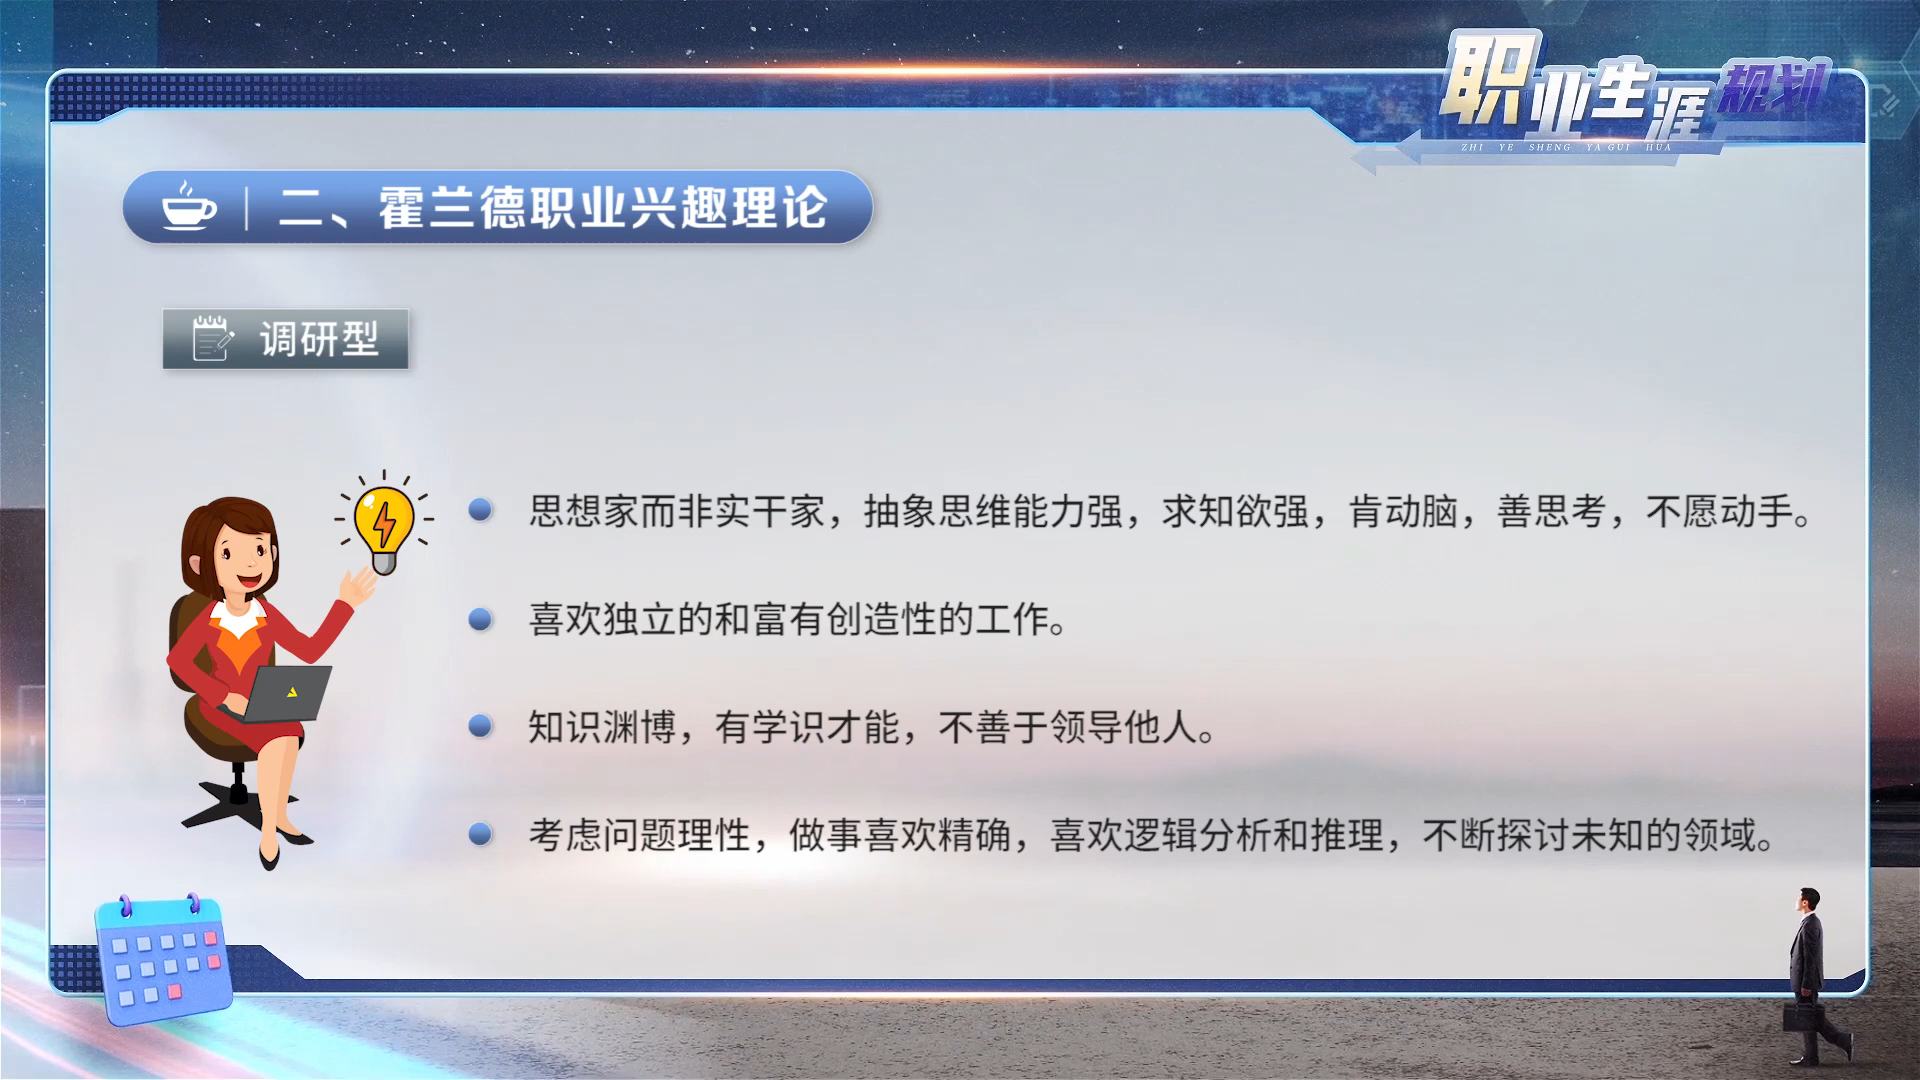 职业生涯规划
ZHI YE SHENG YA GUI HUA
二、霍兰德职业兴趣理论
调研型
思想家而非实干家，抽象思维能力强，求知欲强，肯动脑，善思考，不愿动手。
喜欢独立的和富有创造性的工作。
知识渊博，有学识才能，不善于领导他人。
考虑问题理性，做事喜欢精确，喜欢逻辑分析和推理，不断探讨未知的领域。